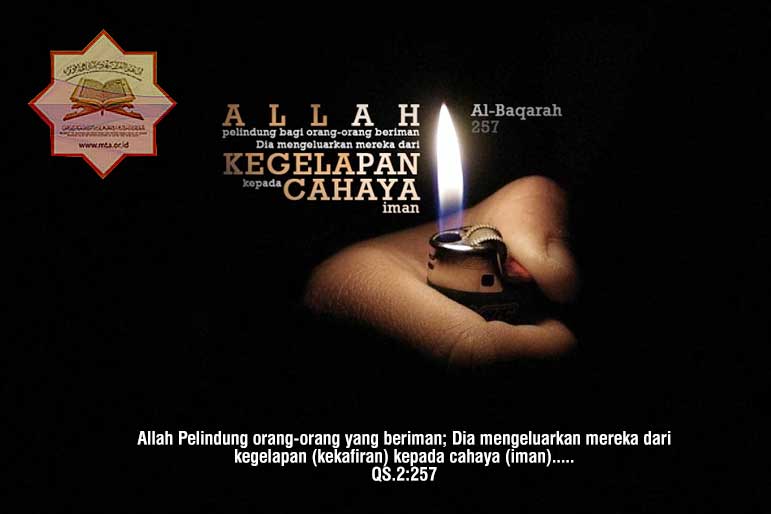 www.mta.or.id
ALLAH
pelindung bagi orang-orang beriman
Dia mengeluarkan mereka dari
KEGELAPAN
kepada CAHAYA
iman
Al-Baqarah
257
Allah Pelindung orang-orang yang beriman; Dia mengeluarkan mereka dari
kegelapan (kekafiran) kepada cahaya (iman).....
QS.2:257